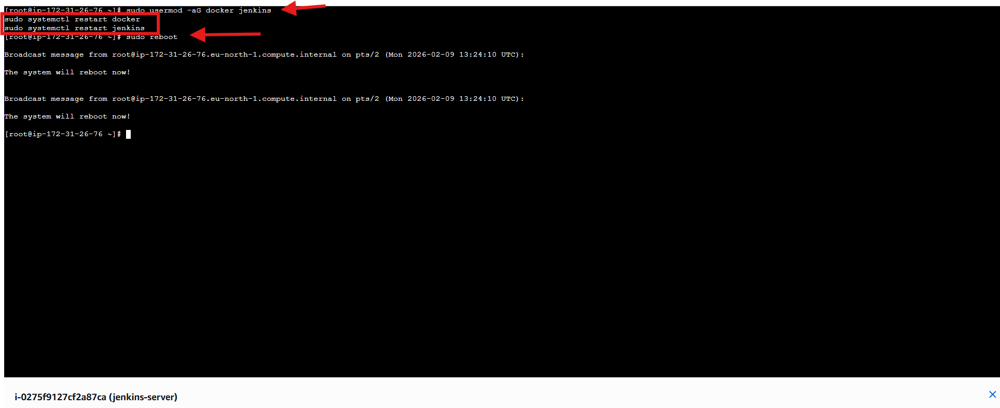 [root@ip-172-31-26-76 ~]# sudo usermod -aG docker jenkins
sudo systemctl restart docker
sudo systemctl restart jenkins
[root@ip-172-31-26-76 ~]# sudo reboot
Broadcast message from root@ip-172-31-26-76.eu-north-1.compute.internal on pts/2 (Mon 2026-02-09 13:24:10 UTC):
The system will reboot now!
Broadcast message from root@ip-172-31-26-76.eu-north-1.compute.internal on pts/2 (Mon 2026-02-09 13:24:10 UTC):
The system will reboot now!
[root@ip-172-31-26-76 ~]#
i-0275f9127cf2a87ca (jenkins-server)